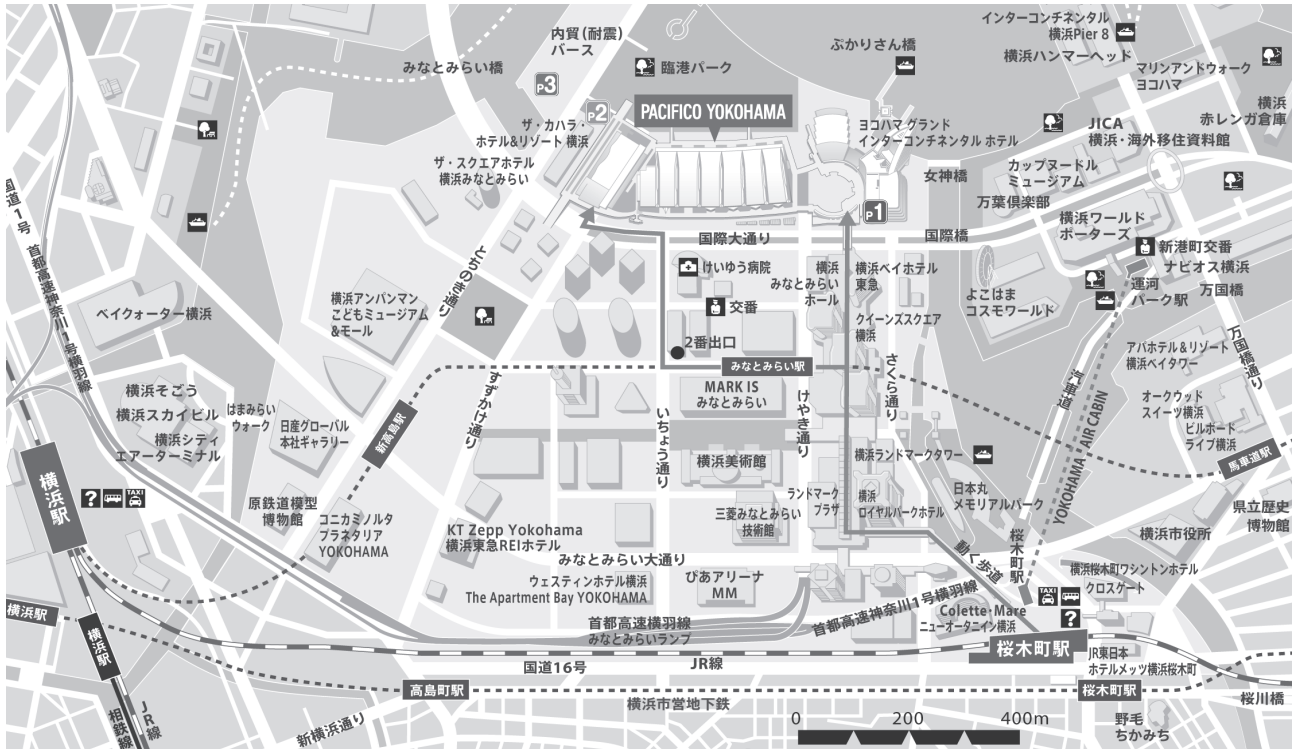 内貿（耐震）
バース
みなとみらい橋
P3
P2
臨港パーク
ぷかりさん橋
インターコンチネンタル
横浜Pier 8
横浜ハンマーヘッド
マリンアンドウォーク
ヨコハマ
横浜
赤レンガ倉庫
PACIFICO YOKOHAMA
ザ・カハラ・
ホテル&リゾート 横浜
ザ・スクエアホテル
横浜みなとみらい
ヨコハマ グランド
インターコンチネンタル ホテル
JICA
横浜・海外移住資料館
カップヌードル
ミュージアム
女神橋
万葉倶楽部
P1
横浜ワールド
ポーターズ
国道1号
首都高速神奈川1号横羽線
国際大通り
国際橋
新港町交番
ナビオス横浜
運河
パーク駅
万国橋
とちのき通り
けいゆう病院
横浜
みなとみらい
ホール
横浜ベイホテル
東急
よこはま
コスモワールド
ベイクォーター横浜
横浜アンパンマン
こどもミュージアム
&モール
交番
クイーンズスクエア
横浜
2番出口
みなとみらい駅
さくら通り
汽車道
万国橋通り
アパホテル&リゾート
横浜ベイタワー
横浜そごう
横浜スカイビル
横浜シティ
エアーターミナル
はまみらい
ウォーク
日産グローバル
本社ギャラリー
新高島駅
すずかけ通り
MARK IS
みなとみらい
いちょう通り
けやき通り
YOKOHAMA AIR CABIN
オークウッド
スイーツ横浜
ビルボード
ライブ横浜
馬車道駅
横浜駅
?
TAXI
原鉄道模型
博物館
コニカミノルタ
プラネタリア
YOKOHAMA
横浜美術館
横浜ランドマークタワー
ランドマーク
プラザ
横浜
ロイヤルパークホテル
日本丸
メモリアルパーク
三菱みなとみらい
技術館
県立歴史
博物館
横浜市役所
KT Zepp Yokohama
横浜東急REIホテル
みなとみらい大通り
動く歩道
桜木町駅
横浜桜木町ワシントンホテル
クロスゲート
ウェスティンホテル横浜
The Apartment Bay YOKOHAMA
ぴあアリーナ
MM
TAXI
?
首都高速横羽線
みなとみらいランプ
首都高速神奈川1号横羽線
Colette・Mare
ニューオータニイン横浜
横浜駅
横浜駅
桜木町駅
国道16号
JR線
JR東日本
ホテルメッツ横浜桜木町
高島町駅
桜木町駅
横浜市営地下鉄
桜川橋
JR線
相鉄線
新横浜通り
0 200 400m
野毛
ちかみち